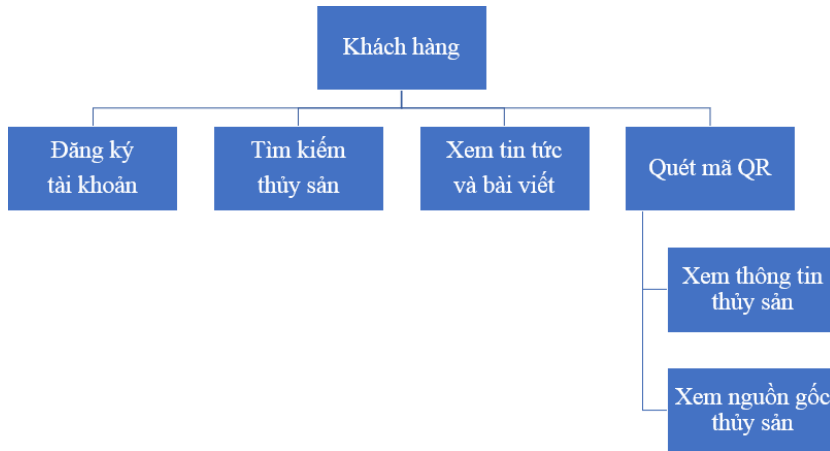 Khách hàng
Đăng ký
tài khoản
Tìm kiếm
thủy sản
Xem tin tức
và bài viết
Quét mã QR
Xem thông tin
thủy sản
Xem nguồn gốc
thủy sản